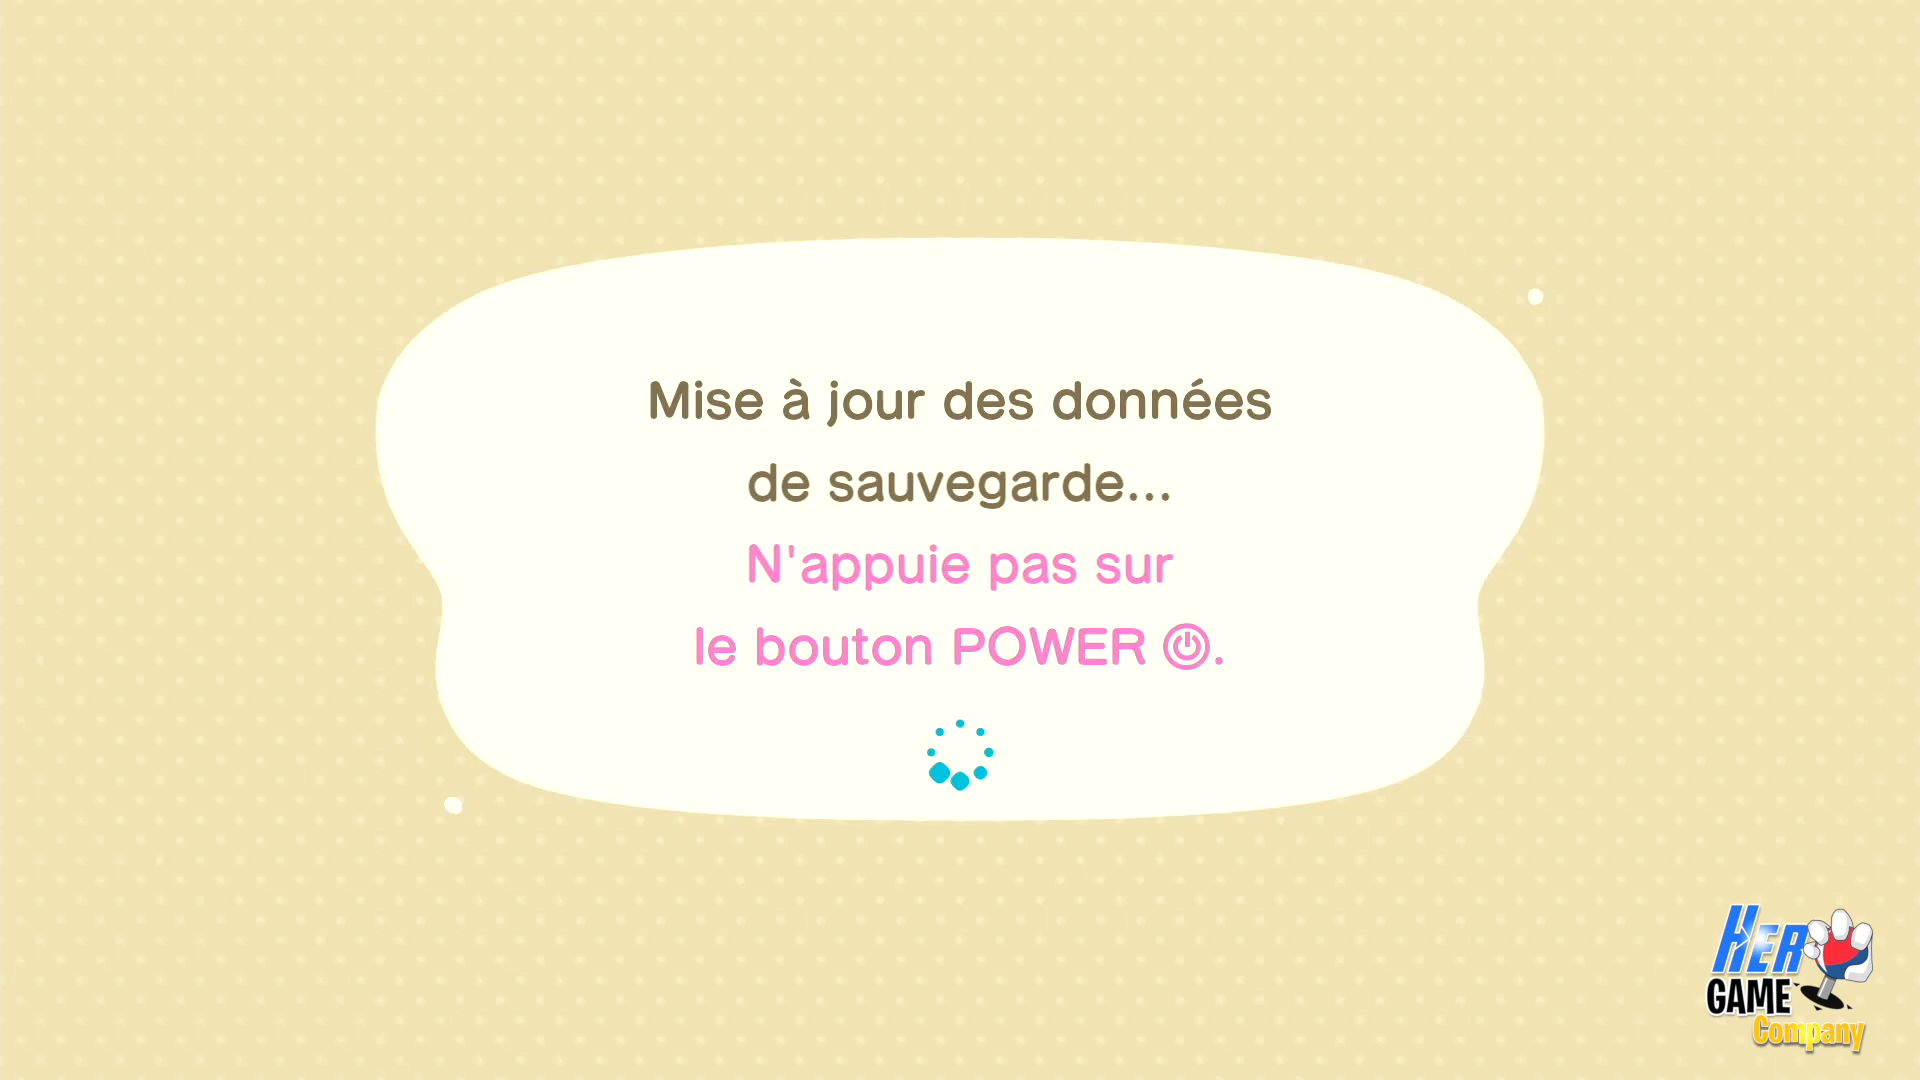 Mise à jour des données
de sauvegarde...
N'appuie pas sur
le bouton POWER ⏻.
HERO
GAME
Company